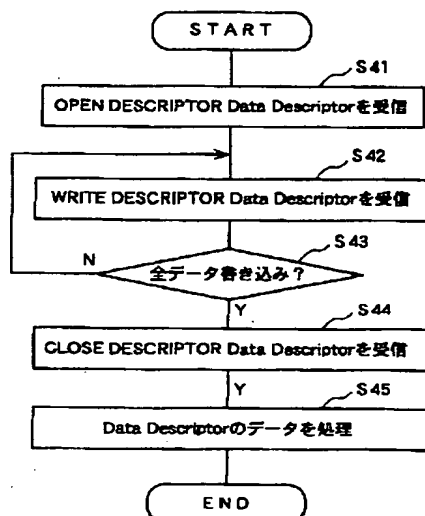 START
S41
OPEN DESCRIPTOR Data Descriptorを受信
S42
WRITE DESCRIPTOR Data Descriptorを受信
S43
N
全データ書き込み？
Y
S44
CLOSE DESCRIPTOR Data Descriptorを受信
Y
S45
Data Descriptorのデータを処理
END